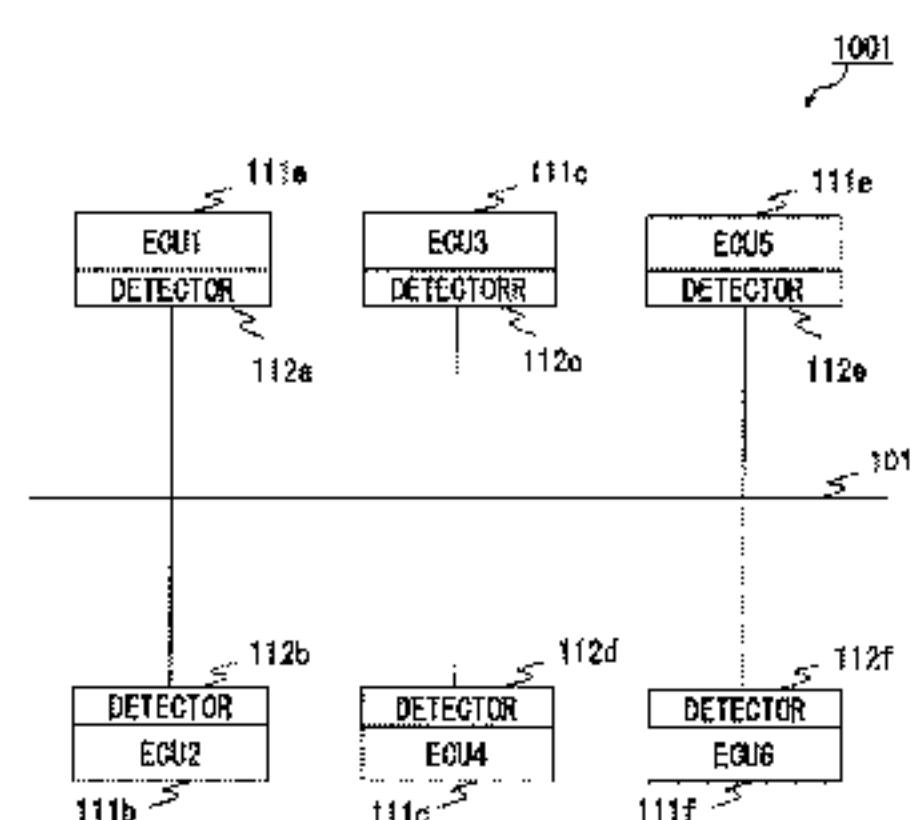 1001
111a 111c 111e
ECU1 ECU3 ECU5
DETECTOR DETECTORR DETECTOR
112a 112c 112e
101
112b 112d 112f
DETECTOR DETECTOR DETECTOR
ECU2 ECU4 ECU6
111b 111f